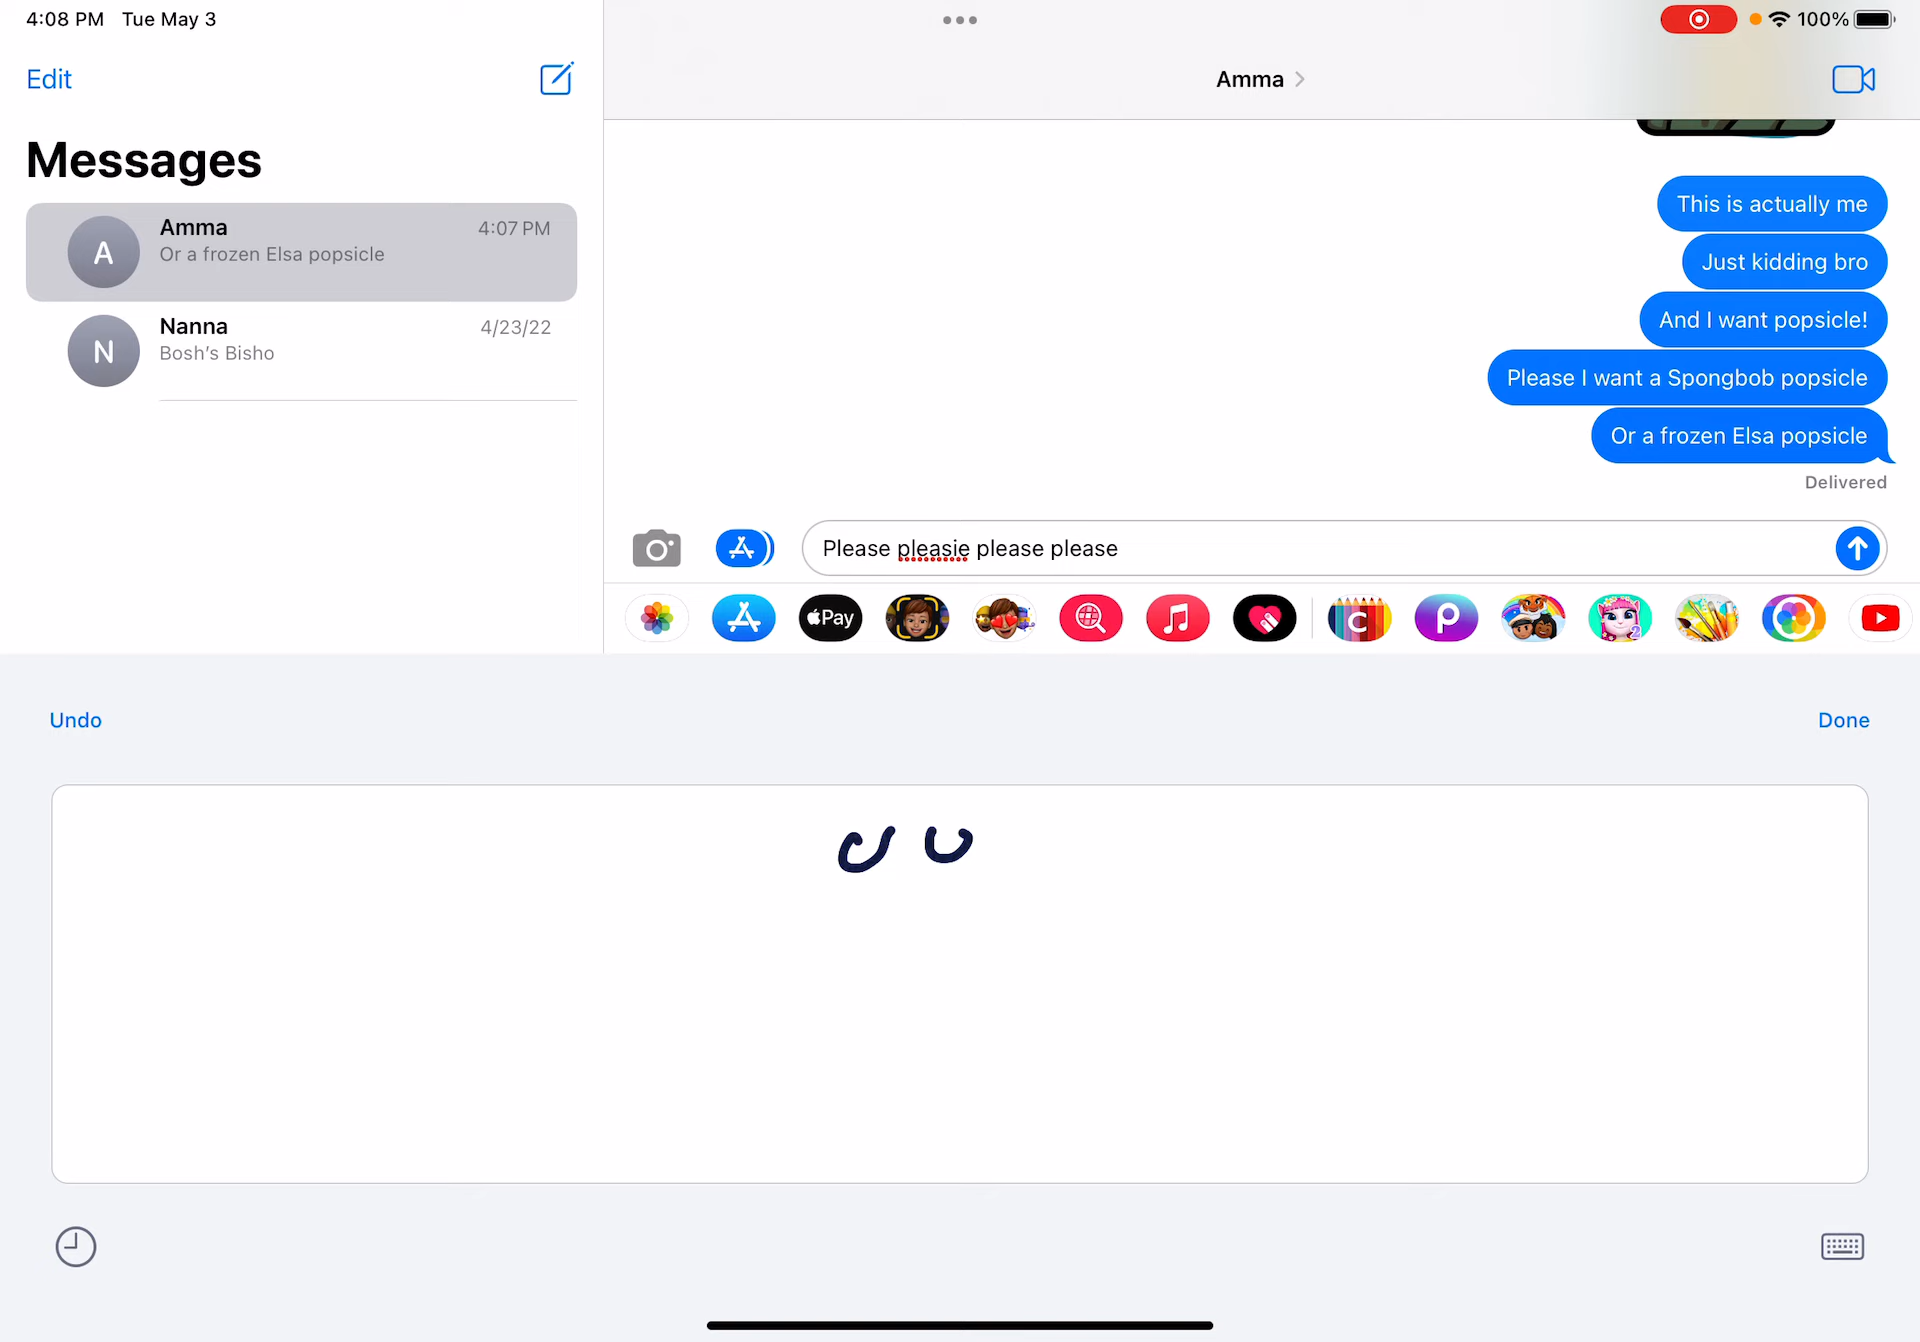 4:08 PM Tue May 3
100%
Edit
Messages
A
Amma
4:07 PM
Or a frozen Elsa popsicle
N
Nanna
4/23/22
Bosh's Bisho
Amma
This is actually me
Just kidding bro
And I want popsicle!
Please I want a Spongbob popsicle
Or a frozen Elsa popsicle
Delivered
Please pleasie please please
Pay
C
P
2
Undo
Done